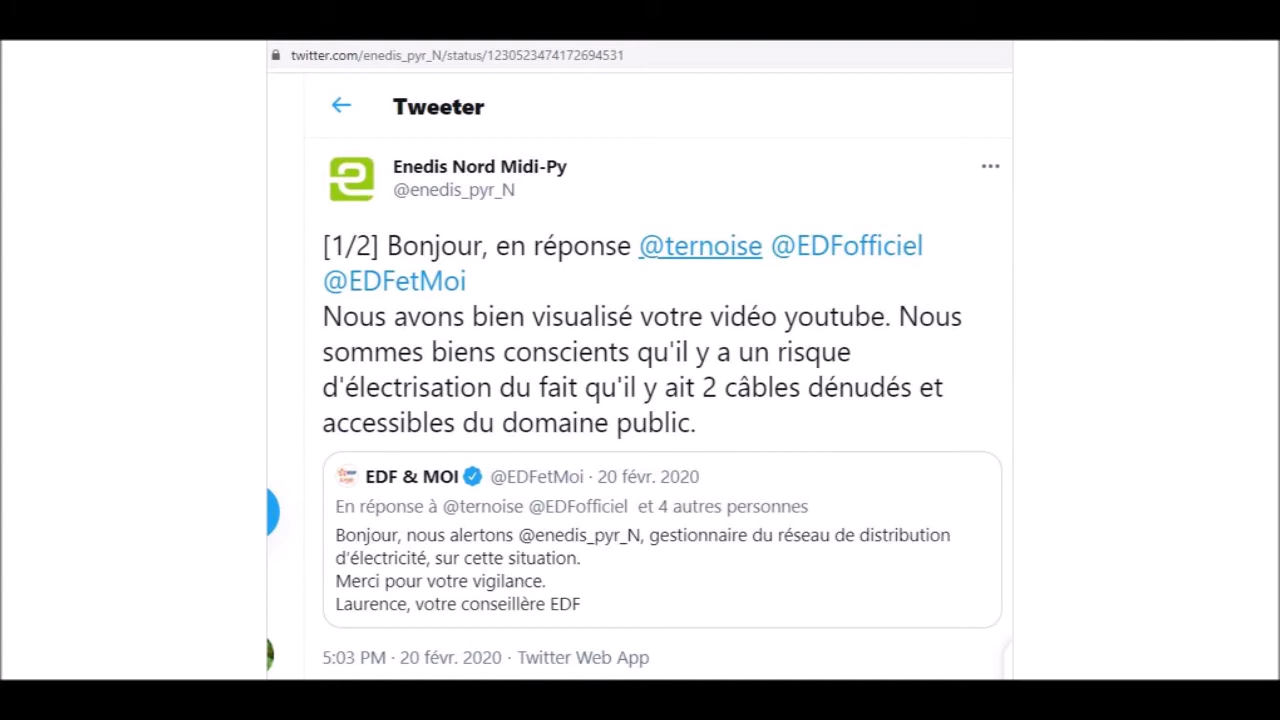 twitter.com/enedis_pyr_N/status/1230523474172694531
Tweeter
Enedis Nord Midi-Py
@enedis_pyr_N
[1/2] Bonjour, en réponse @ternoise @EDFofficiel
@EDFetMoi
Nous avons bien visualisé votre vidéo youtube. Nous
sommes biens conscients qu'il y a un risque
d'électrisation du fait qu'il y ait 2 câbles dénudés et
accessibles du domaine public.
EDF & MOI @EDFetMoi · 20 févr. 2020
En réponse à @ternoise @EDFofficiel et 4 autres personnes
Bonjour, nous alertons @enedis_pyr_N, gestionnaire du réseau de distribution
d'électricité, sur cette situation.
Merci pour votre vigilance.
Laurence, votre conseillère EDF
5:03 PM · 20 févr. 2020 · Twitter Web App